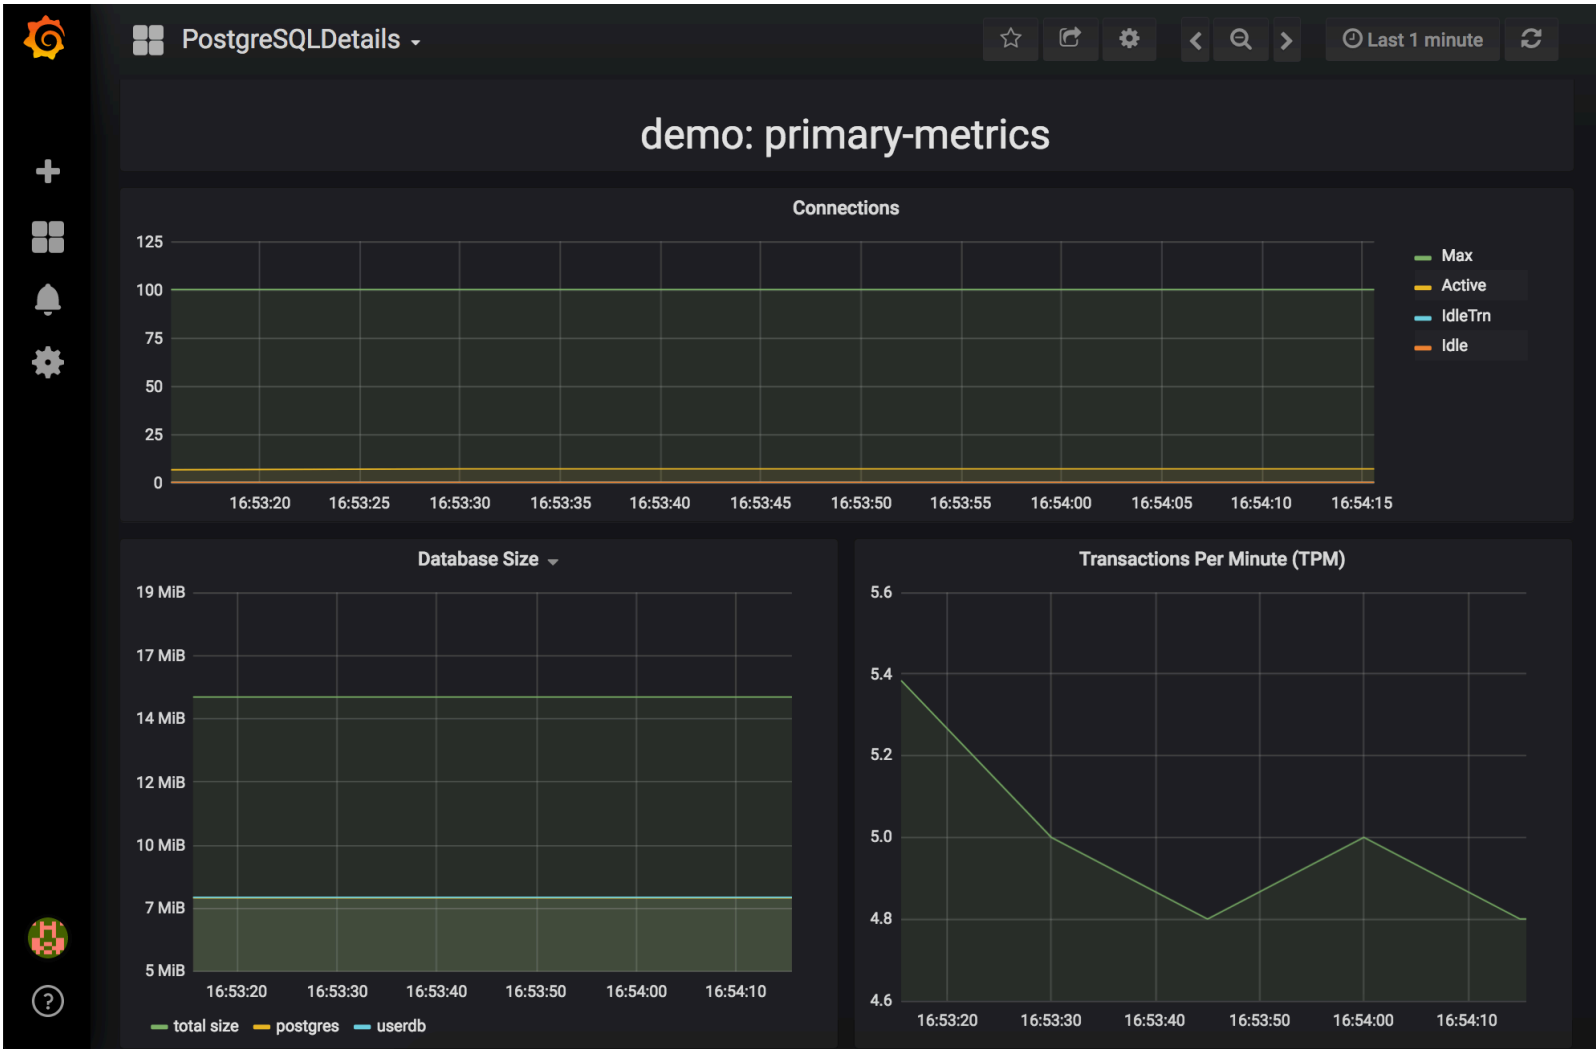 PostgreSQLDetails
Last 1 minute
demo: primary-metrics
Connections
125
100
75
50
25
0
16:53:20 16:53:25 16:53:30 16:53:35 16:53:40 16:53:45 16:53:50 16:53:55 16:54:00 16:54:05 16:54:10 16:54:15
Max
Active
IdleTrn
Idle
Database Size
19 MiB
17 MiB
14 MiB
12 MiB
10 MiB
7 MiB
5 MiB
16:53:20 16:53:30 16:53:40 16:53:50 16:54:00 16:54:10
total size postgres userdb
Transactions Per Minute (TPM)
5.6
5.4
5.2
5.0
4.8
4.6
16:53:20 16:53:30 16:53:40 16:53:50 16:54:00 16:54:10